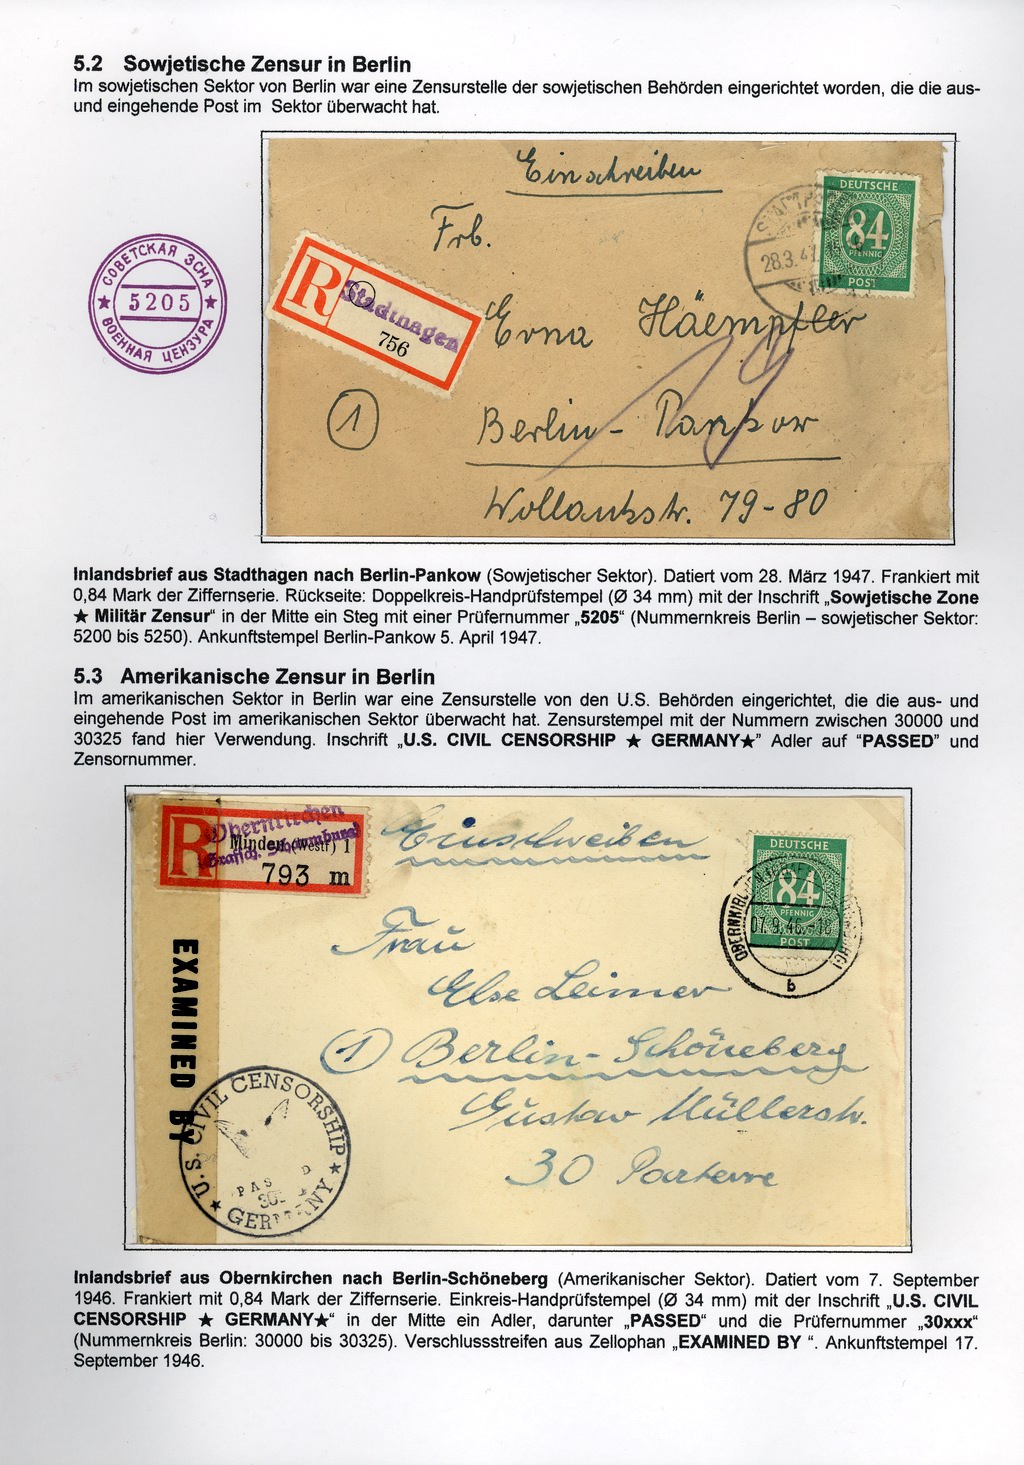 5.2 Sowjetische Zensur in Berlin
Im sowjetischen Sektor von Berlin war eine Zensurstelle der sowjetischen Behörden eingerichtet worden, die die aus-
und eingehende Post im Sektor überwacht hat.
Einschreiben
DEUTSCHE
84
PFENNIG
POST
28.3.47
Frb.
R
Stadthagen
756
СОВЕТСКАЯ ЗСНА
★ 5205 ★
ВОЕННАЯ ЦЕНЗУРА
Erna Häempfler
19
1
Berlin-Pankow
Wollankstr. 79-80
Inlandsbrief aus Stadthagen nach Berlin-Pankow (Sowjetischer Sektor). Datiert vom 28. März 1947. Frankiert mit
0,84 Mark der Ziffernserie. Rückseite: Doppelkreis-Handprüfstempel (Ø 34 mm) mit der Inschrift „Sowjetische Zone
★ Militär Zensur“ in der Mitte ein Steg mit einer Prüfernummer „5205“ (Nummernkreis Berlin – sowjetischer Sektor:
5200 bis 5250). Ankunftstempel Berlin-Pankow 5. April 1947.
5.3 Amerikanische Zensur in Berlin
Im amerikanischen Sektor in Berlin war eine Zensurstelle von den U.S. Behörden eingerichtet, die die aus- und
eingehende Post im amerikanischen Sektor überwacht hat. Zensurstempel mit der Nummern zwischen 30000 und
30325 fand hier Verwendung. Inschrift „U.S. CIVIL CENSORSHIP ★ GERMANY★” Adler auf “PASSED” und
Zensornummer.
R
Obernkirchen
Minden (Westf) 1
Grafsch. Schaumburg
793 m
Einschreiben
DEUTSCHE
84
PFENNIG
POST
07.9.46.-18
b
Frau
Else Leimer
1 Berlin-Schöneberg
Gustav Müllerstr.
30 Parterre
EXAMINED BY
U.S. CIVIL CENSORSHIP
★ GERMANY ★
Inlandsbrief aus Obernkirchen nach Berlin-Schöneberg (Amerikanischer Sektor). Datiert vom 7. September
1946. Frankiert mit 0,84 Mark der Ziffernserie. Einkreis-Handprüfstempel (Ø 34 mm) mit der Inschrift „U.S. CIVIL
CENSORSHIP ★ GERMANY★“ in der Mitte ein Adler, darunter „PASSED“ und die Prüfernummer „30xxx“
(Nummernkreis Berlin: 30000 bis 30325). Verschlussstreifen aus Zellophan „EXAMINED BY “. Ankunftstempel 17.
September 1946.